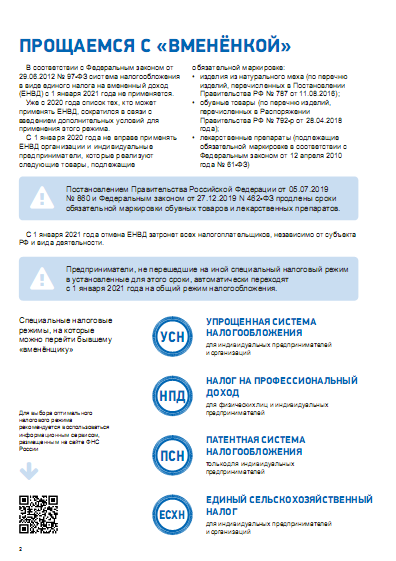 ПРОЩАЕМСЯ С «ВМЕНЁНКОЙ»
В соответствии с Федеральным законом от
29.06.2012 № 97-ФЗ система налогообложения
в виде единого налога на вмененный доход
(ЕНВД) с 1 января 2021 года не применяется.
Уже с 2020 года список тех, кто может
применять ЕНВД, сократился в связи с
введением дополнительных условий для
применения этого режима.
С 1 января 2020 года не вправе применять
ЕНВД организации и индивидуальные
предприниматели, которые реализуют
следующие товары, подлежащие
обязательной маркировке:
• изделия из натурального меха (по перечню
изделий, перечисленных в Постановлении
Правительства РФ № 787 от 11.08.2016);
• обувные товары (по перечню изделий,
перечисленных в Распоряжении
Правительства РФ № 792-р от 28.04.2018
года);
• лекарственные препараты (подлежащие
обязательной маркировке в соответствии с
Федеральным законом от 12 апреля 2010
года № 61-ФЗ)
Постановлением Правительства Российской Федерации от 05.07.2019
№ 860 и Федеральным законом от 27.12.2019 N 462-ФЗ продлены сроки
обязательной маркировки обувных товаров и лекарственных препаратов.
С 1 января 2021 года отмена ЕНВД затронет всех налогоплательщиков, независимо от субъекта
РФ и вида деятельности.
Предприниматели, не перешедшие на иной специальный налоговый режим
в установленные для этого сроки, автоматически переходят
с 1 января 2021 года на общий режим налогообложения.
Специальные налоговые
режимы, на которые
можно перейти бывшему
«вменёнщику»
УСН
УПРОЩЕННАЯ СИСТЕМА
НАЛОГООБЛОЖЕНИЯ
для индивидуальных предпринимателей
и организаций
НПД
НАЛОГ НА ПРОФЕССИОНАЛЬНЫЙ
ДОХОД
для физических лиц и индивидуальных
предпринимателей
Для выбора оптимального
налогового режима
рекомендуется воспользоваться
информационным сервисом,
размещенным на сайте ФНС
России
ПСН
ПАТЕНТНАЯ СИСТЕМА
НАЛОГООБЛОЖЕНИЯ
только для индивидуальных
предпринимателей
ЕСХН
ЕДИНЫЙ СЕЛЬСКОХОЗЯЙСТВЕННЫЙ
НАЛОГ
для индивидуальных предпринимателей
и организаций
2